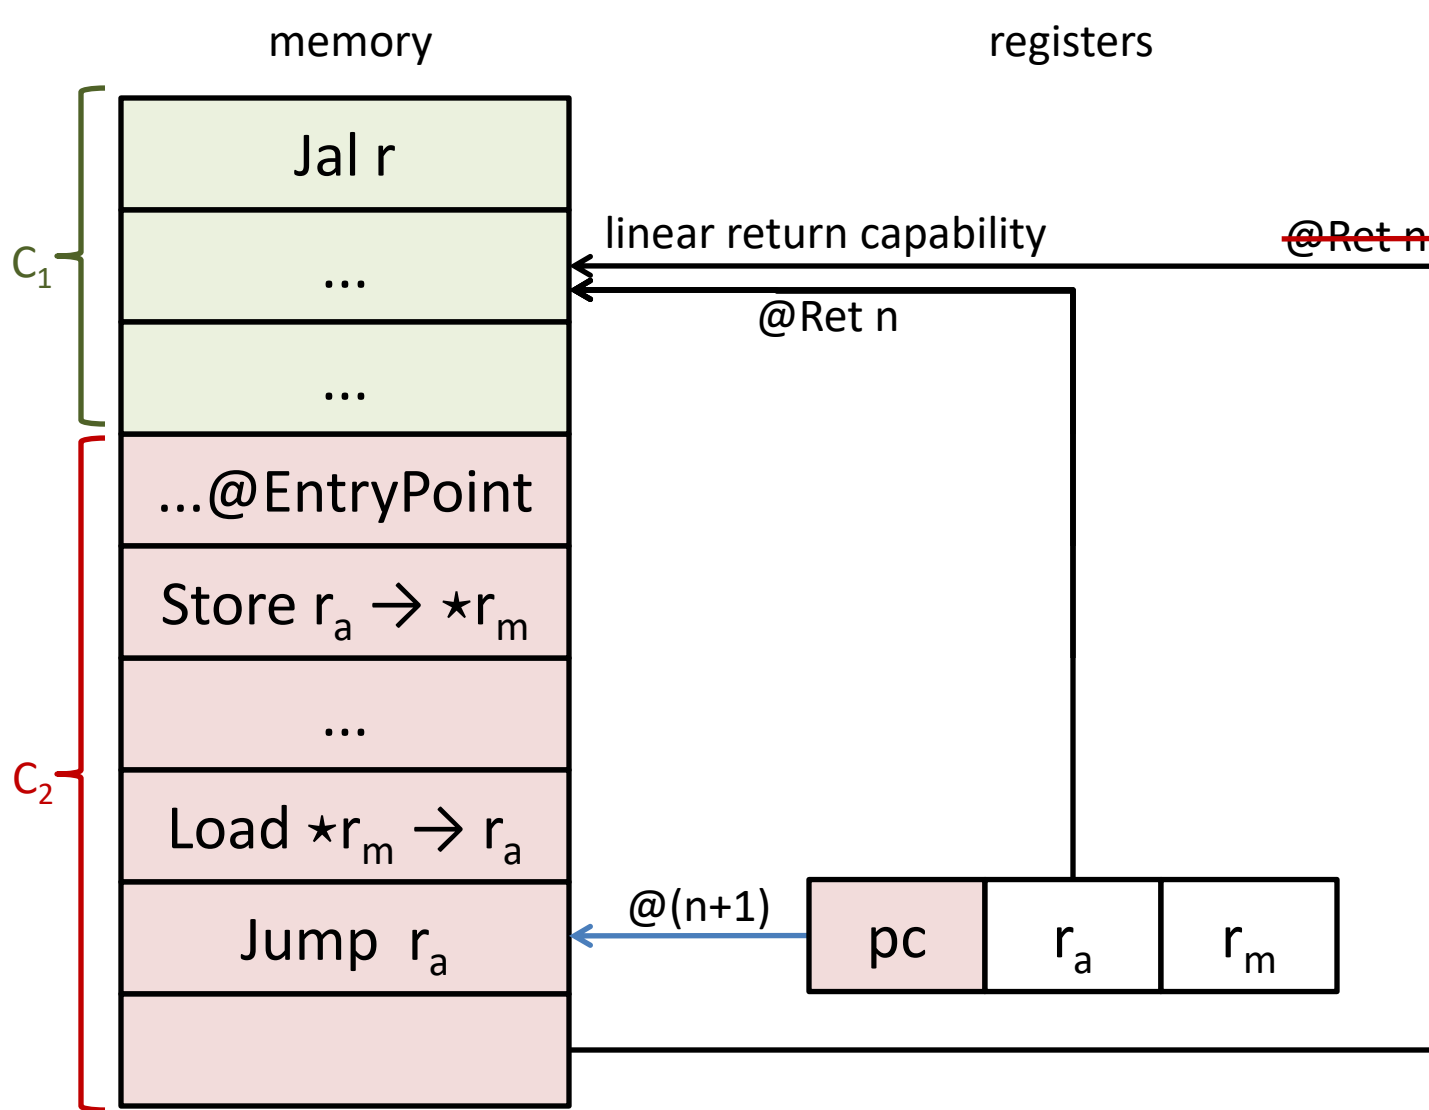 memory
registers
Jal r
linear return capability
@Ret n
C₁
...
@Ret n
...
...@EntryPoint
Store rₐ → ⋆rₘ
...
C₂
Load ⋆rₘ → rₐ
@(n+1)
Jump rₐ
pc
rₐ
rₘ